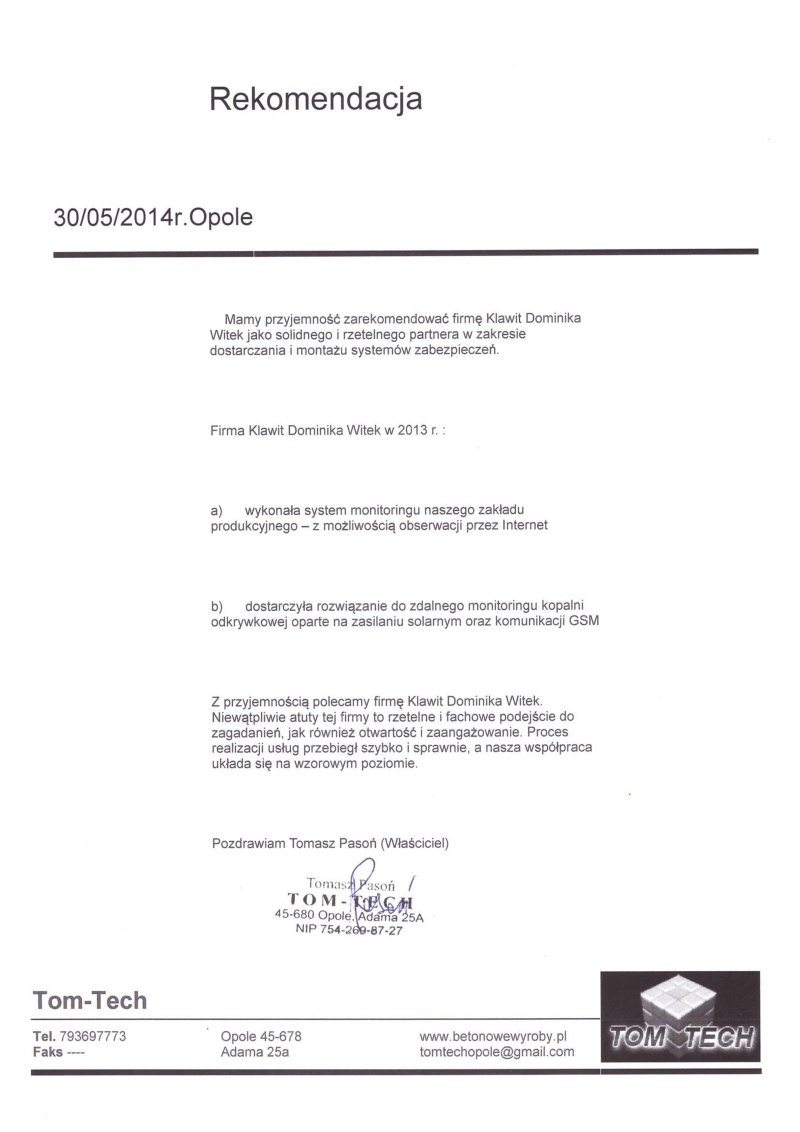 Rekomendacja
30/05/2014r.Opole
Mamy przyjemność zarekomendować firmę Klawit Dominika
Witek jako solidnego i rzetelnego partnera w zakresie
dostarczania i montażu systemów zabezpieczeń.
Firma Klawit Dominika Witek w 2013 r. :
a) wykonała system monitoringu naszego zakładu
produkcyjnego – z możliwością obserwacji przez Internet
b) dostarczyła rozwiązanie do zdalnego monitoringu kopalni
odkrywkowej oparte na zasilaniu solarnym oraz komunikacji GSM
Z przyjemnością polecamy firmę Klawit Dominika Witek.
Niewątpliwie atuty tej firmy to rzetelne i fachowe podejście do
zagadanień, jak również otwartość i zaangażowanie. Proces
realizacji usług przebiegł szybko i sprawnie, a nasza współpraca
układa się na wzorowym poziomie.
Pozdrawiam Tomasz Pasoń (Właściciel)
Tomasz Pasoń
TOM-TECH
45-680 Opole, Adama 25A
NIP 754-269-87-27
Tom-Tech
Tel. 793697773 Opole 45-678 www.betonowewyroby.pl
Faks ---- Adama 25a tomtechopole@gmail.com
TOM TECH